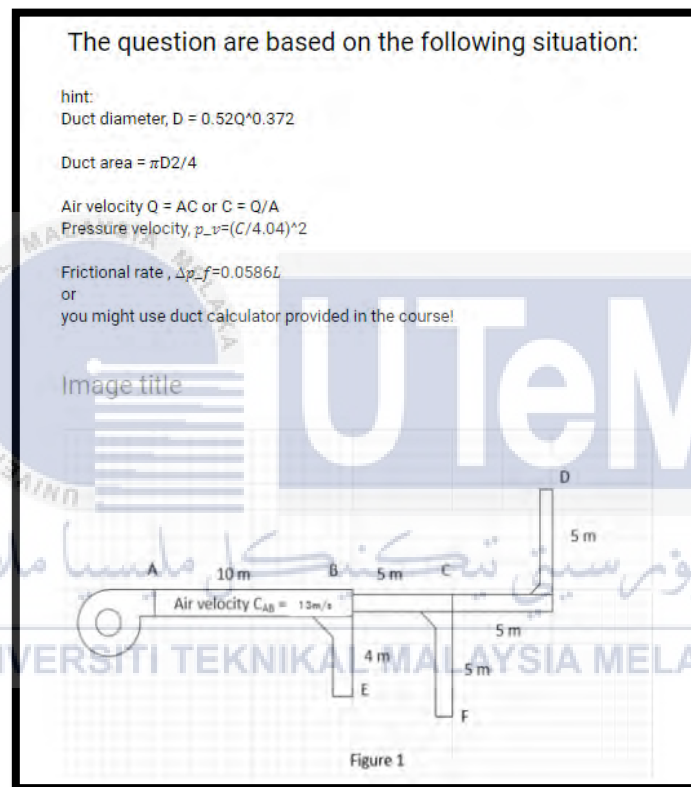 The question are based on the following situation:
hint:
Duct diameter, D = 0.52Q^0.372
Duct area = πD2/4
Air velocity Q = AC or C = Q/A
Pressure velocity, p_v=(C/4.04)^2
Frictional rate , Δp_f=0.0586L
or
you might use duct calculator provided in the course!
Image title
UTeM
D
5 m
A
10 m
B
5 m
C
Air velocity CAB = 13m/s
5 m
4 m
5 m
E
F
UNIVERSITI TEKNIKAL MALAYSIA MELAKA
Figure 1